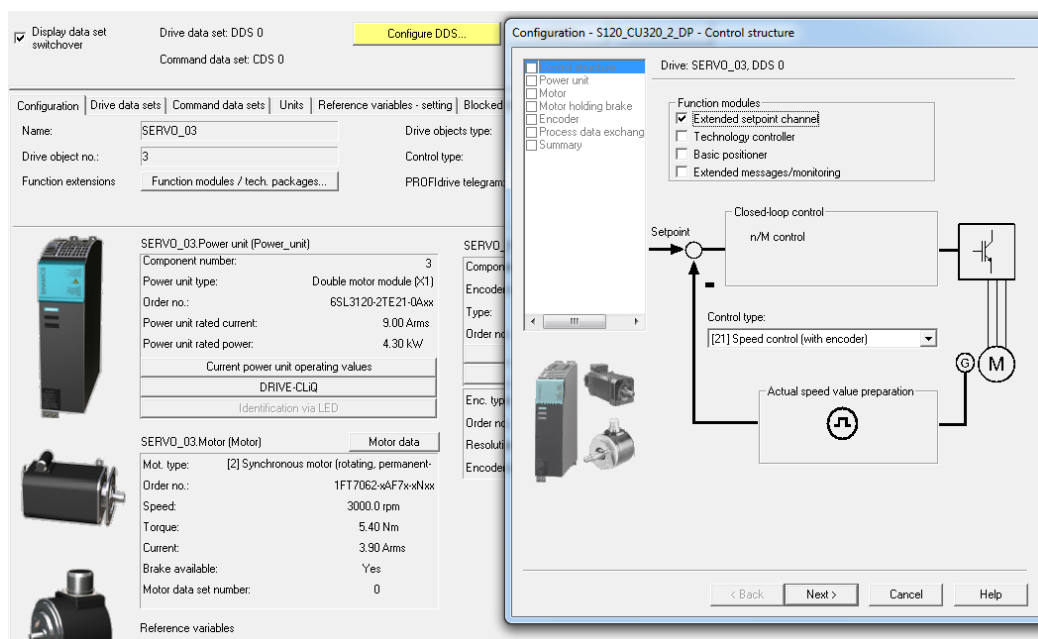 Display data set
switchover
Drive data set: DDS 0
Configure DDS...
Command data set: CDS 0
Configuration
Drive data sets
Command data sets
Units
Reference variables - setting
Blocked
Name:
SERVO_03
Drive objects type:
Drive object no.:
3
Control type:
Function extensions
Function modules / tech. packages...
PROFIdrive telegram:
SERVO_03.Power unit (Power_unit)
Component number:
3
Power unit type:
Double motor module (X1)
Order no.:
6SL3120-2TE21-0Axx
Power unit rated current:
9.00 Arms
Power unit rated power:
4.30 kW
Current power unit operating values
DRIVE-CLiQ
Identification via LED
SERVO_03.Motor (Motor)
Motor data
Mot. type:
[2] Synchronous motor (rotating, permanent-
Order no.:
1FT7062-xAF7x-xNxx
Speed:
3000.0 rpm
Torque:
5.40 Nm
Current:
3.90 Arms
Brake available:
Yes
Motor data set number:
0
Reference variables
SERVO_
Compon
Encoder
Type:
Order no
Enc. typ
Order no
Resoluti
Encoder
Configuration - S120_CU320_2_DP - Control structure
Power unit
Motor
Motor holding brake
Encoder
Process data exchang
Summary
Drive: SERVO_03, DDS 0
Function modules
Extended setpoint channel
Technology controller
Basic positioner
Extended messages/monitoring
Closed-loop control
Setpoint
n/M control
Control type:
[21] Speed control (with encoder)
G
M
Actual speed value preparation
< Back
Next >
Cancel
Help